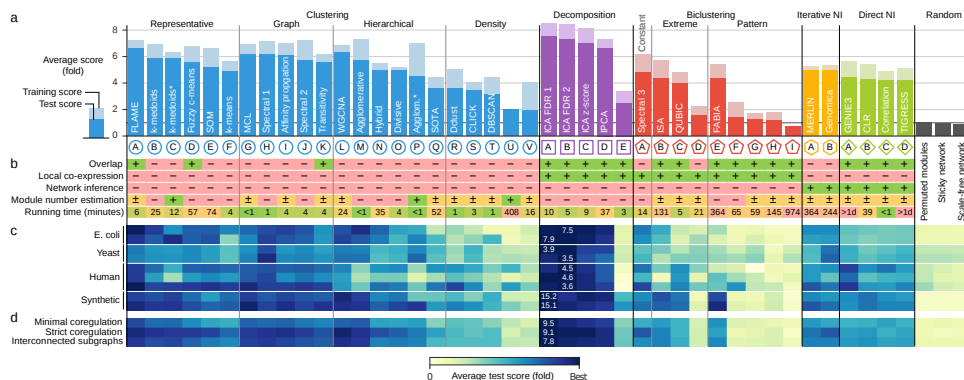 a
Clustering
Decomposition
Biclustering
Iterative NI
Direct NI
Random
Representative
Graph
Hierarchical
Density
Extreme
Pattern
Constant
8
6
4
2
0
Average score
(fold)
Training score
Test score
FLAME
k-medoids
k-medoids*
Fuzzy c-means
SOM
k-means
MCL
Spectral 1
Affinity propogation
Spectral 2
Transitivity
WGCNA
Agglomerative
Hybrid
Divisive
Agglom.*
SOTA
Ddlust
CLICK
DBSCAN
ICA FDR 1
ICA FDR 2
ICA z-score
IPCA
Spectral 3
ISA
QUBIC
FABIA
MERLIN
Genomica
GENIE3
CLR
Correlation
TIGRESS
A B C D E F G H I J K L M N O P Q R S T U V A B C D E A B C D E F G H I A B A B C D
b
Overlap
+ − − + − − − − − − + − − − − + − − − − − − + + + + + − + + − + + + + + − − + + + +
Local co-expression
− − − − − − − − − − − − − − − − − − − − − − + + + + + + + + + + + + + + − − − − − −
Network inference
− − − − − − − − − − − − − − − − − − − − − − − − − − − − − − − − − − − − + + + + + +
Module number estimation
Running time (minutes)
6 25 12 57 74 4 <1 1 4 4 4 24 <1 35 1 <1 52 1 3 1 408 16 10 5 9 37 3 14 131 5 21 364 65 59 145 974 364 244 >1d 39 <1 >1d
Permuted modules
Sticky network
Scale-free network
c
E. coli
7.5
7.9
Yeast
3.9
3.5
Human
4.5
4.6
3.6
Synthetic
15.2
15.1
d
Minimal coregulation
9.5
Strict coregulation
9.1
Interconnected subgraphs
7.8
0
Average test score (fold)
Best